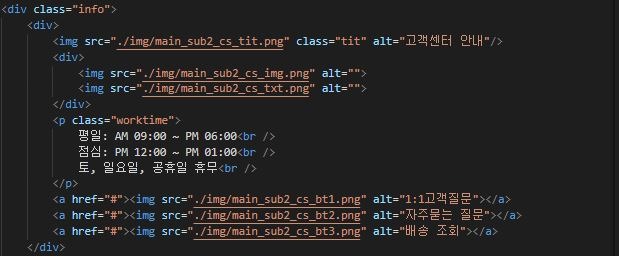 <div class="info">
<div>
<img src="./img/main_sub2_cs_tit.png" class="tit" alt="고객센터 안내"/>
<div>
<img src="./img/main_sub2_cs_img.png" alt="">
<img src="./img/main_sub2_cs_txt.png" alt="">
</div>
<p class="worktime">
평일: AM 09:00 ~ PM 06:00<br />
점심: PM 12:00 ~ PM 01:00<br />
토, 일요일, 공휴일 휴무<br />
</p>
<a href="#"><img src="./img/main_sub2_cs_bt1.png" alt="1:1고객질문"></a>
<a href="#"><img src="./img/main_sub2_cs_bt2.png" alt="자주묻는 질문"></a>
<a href="#"><img src="./img/main_sub2_cs_bt3.png" alt="배송 조회"></a>
</div>